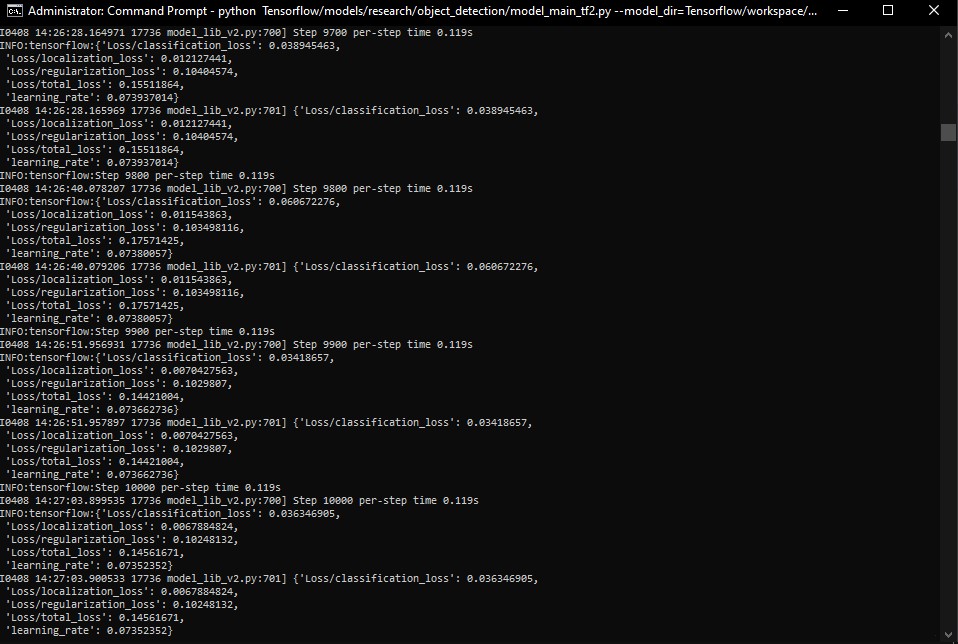 Administrator: Command Prompt - python  Tensorflow/models/research/object_detection/model_main_tf2.py --model_dir=Tensorflow/workspace/...
I0408 14:26:28.164971 17736 model_lib_v2.py:700] Step 9700 per-step time 0.119s
INFO:tensorflow:{'Loss/classification_loss': 0.038945463,
 'Loss/localization_loss': 0.012127441,
 'Loss/regularization_loss': 0.10404574,
 'Loss/total_loss': 0.15511864,
 'learning_rate': 0.073937014}
I0408 14:26:28.165969 17736 model_lib_v2.py:701] {'Loss/classification_loss': 0.038945463,
 'Loss/localization_loss': 0.012127441,
 'Loss/regularization_loss': 0.10404574,
 'Loss/total_loss': 0.15511864,
 'learning_rate': 0.073937014}
INFO:tensorflow:Step 9800 per-step time 0.119s
I0408 14:26:40.078207 17736 model_lib_v2.py:700] Step 9800 per-step time 0.119s
INFO:tensorflow:{'Loss/classification_loss': 0.060672276,
 'Loss/localization_loss': 0.011543863,
 'Loss/regularization_loss': 0.103498116,
 'Loss/total_loss': 0.17571425,
 'learning_rate': 0.07380057}
I0408 14:26:40.079206 17736 model_lib_v2.py:701] {'Loss/classification_loss': 0.060672276,
 'Loss/localization_loss': 0.011543863,
 'Loss/regularization_loss': 0.103498116,
 'Loss/total_loss': 0.17571425,
 'learning_rate': 0.07380057}
INFO:tensorflow:Step 9900 per-step time 0.119s
I0408 14:26:51.956931 17736 model_lib_v2.py:700] Step 9900 per-step time 0.119s
INFO:tensorflow:{'Loss/classification_loss': 0.03418657,
 'Loss/localization_loss': 0.0070427563,
 'Loss/regularization_loss': 0.1029807,
 'Loss/total_loss': 0.14421004,
 'learning_rate': 0.073662736}
I0408 14:26:51.957897 17736 model_lib_v2.py:701] {'Loss/classification_loss': 0.03418657,
 'Loss/localization_loss': 0.0070427563,
 'Loss/regularization_loss': 0.1029807,
 'Loss/total_loss': 0.14421004,
 'learning_rate': 0.073662736}
INFO:tensorflow:Step 10000 per-step time 0.119s
I0408 14:27:03.899535 17736 model_lib_v2.py:700] Step 10000 per-step time 0.119s
INFO:tensorflow:{'Loss/classification_loss': 0.036346905,
 'Loss/localization_loss': 0.0067884824,
 'Loss/regularization_loss': 0.10248132,
 'Loss/total_loss': 0.14561671,
 'learning_rate': 0.07352352}
I0408 14:27:03.900533 17736 model_lib_v2.py:701] {'Loss/classification_loss': 0.036346905,
 'Loss/localization_loss': 0.0067884824,
 'Loss/regularization_loss': 0.10248132,
 'Loss/total_loss': 0.14561671,
 'learning_rate': 0.07352352}